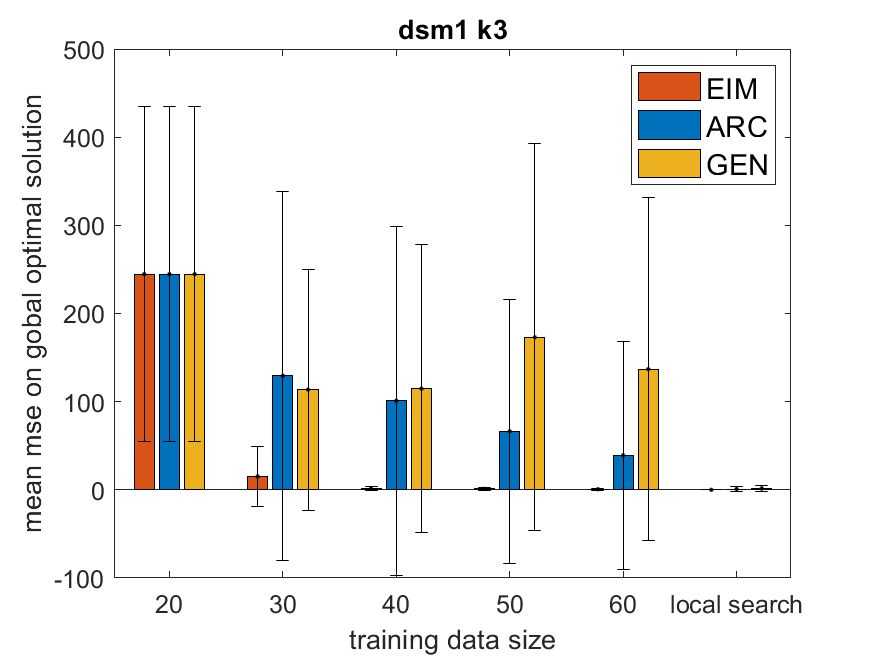 dsm1 k3
mean mse on gobal optimal solution
500
400
300
200
100
0
-100
EIM
ARC
GEN
20 30 40 50 60 local search
training data size